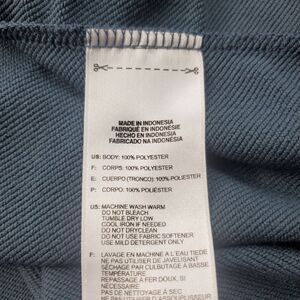 MADE IN INDONESIA
FABRIQUÉ EN INDONÉSIE
HECHO EN INDONESIA
FABRICADO NA INDONÉSIA
US: BODY: 100% POLYESTER
F: CORPS: 100% POLYESTER
E: CUERPO (TRONCO): 100% POLYESTER
P: CORPO: 100% POLIÉSTER
US: MACHINE WASH WARM
DO NOT BLEACH
TUMBLE DRY LOW
COOL IRON IF NEEDED
DO NOT DRYCLEAN
DO NOT USE FABRIC SOFTENER
USE MILD DETERGENT ONLY
F: LAVAGE EN MACHINE À L'EAU TIÈDE
NE PAS UTILISER DE JAVELISANT
SÉCHAGE PAR CULBUTAGE À BASSE
TEMPÉRATURE
REPASSAGE À FER DOUX, SI
NÉCESSAIRE
PAS DE NETTOYAGE À SEC